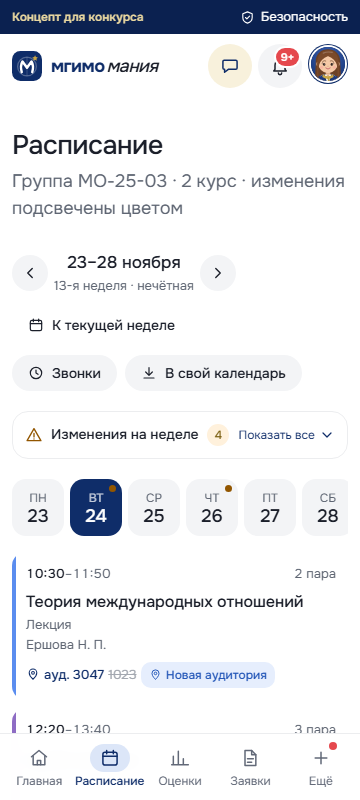 Концепт для конкурса
Безопасность
мгимо мания
9+
Расписание
Группа МО-25-03 · 2 курс · изменения
подсвечены цветом
23–28 ноября
13-я неделя · нечётная
К текущей неделе
Звонки
В свой календарь
Изменения на неделе 4 Показать все
ПН ВТ СР ЧТ ПТ СБ
23 24 25 26 27 28
10:30–11:50 2 пара
Теория международных отношений
Лекция
Ершова Н. П.
ауд. 3047 1023 Новая аудитория
12:20–13:40 3 пара
Главная Расписание Оценки Заявки Ещё